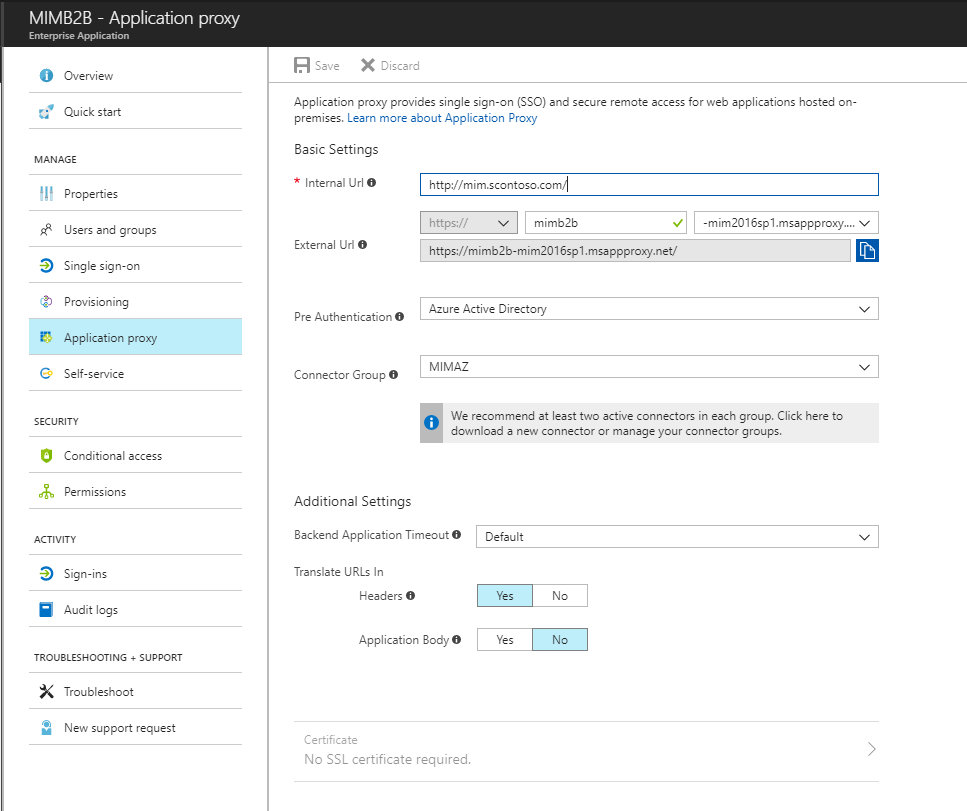 MIMB2B - Application proxy
Enterprise Application
Overview
Quick start
MANAGE
Properties
Users and groups
Single sign-on
Provisioning
Application proxy
Self-service
SECURITY
Conditional access
Permissions
ACTIVITY
Sign-ins
Audit logs
TROUBLESHOOTING + SUPPORT
Troubleshoot
New support request
Save Discard
Application proxy provides single sign-on (SSO) and secure remote access for web applications hosted on-
premises. Learn more about Application Proxy
Basic Settings
* Internal Url http://mim.scontoso.com/
https:// mimb2b -mim2016sp1.msappproxy....
External Url https://mimb2b-mim2016sp1.msappproxy.net/
Pre Authentication Azure Active Directory
Connector Group MIMAZ
We recommend at least two active connectors in each group. Click here to
download a new connector or manage your connector groups.
Additional Settings
Backend Application Timeout Default
Translate URLs In
Headers Yes No
Application Body Yes No
Certificate
No SSL certificate required.